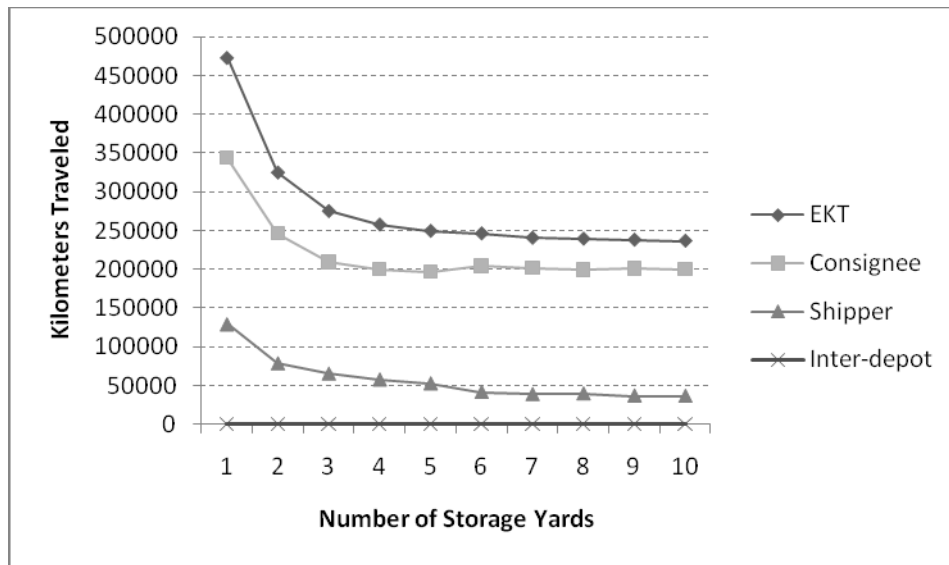 500000
450000
400000
350000
300000
250000
200000
150000
100000
50000
0
Kilometers Traveled
1 2 3 4 5 6 7 8 9 10
Number of Storage Yards
EKT
Consignee
Shipper
Inter-depot